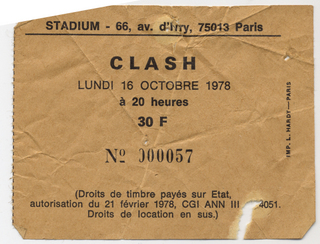 STADIUM - 66, av. d'Ivry, 75013 Paris
CLASH
LUNDI 16 OCTOBRE 1978
à 20 heures
30 F
Nº 000057
(Droits de timbre payés sur Etat,
autorisation du 21 février 1978, CGI ANN III 4051.
Droits de location en sus.)
IMP. L. HARDY—PARIS